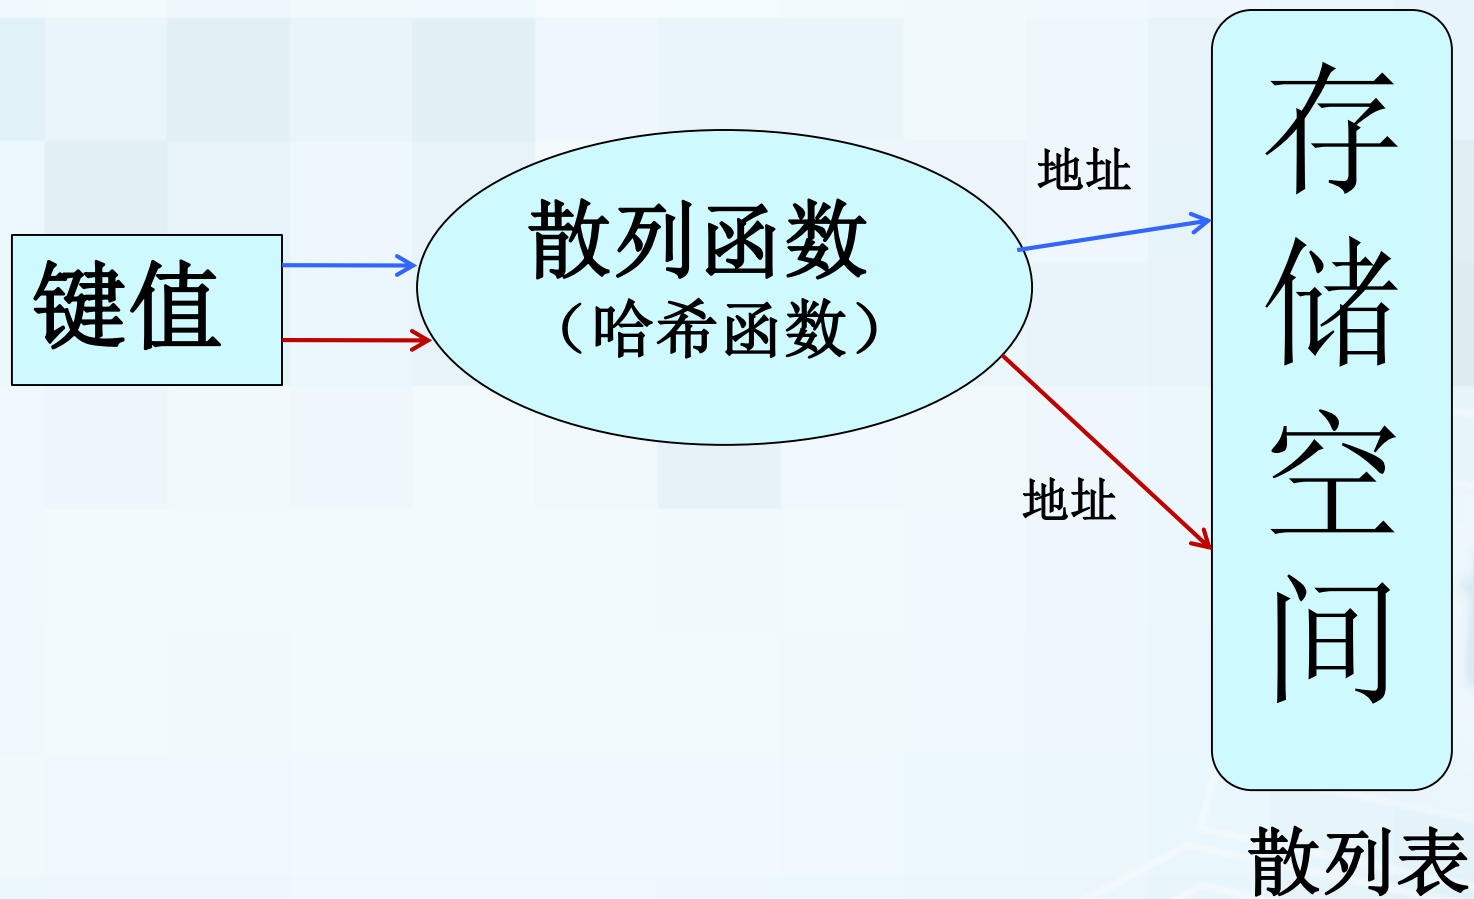 键值
散列函数
（哈希函数）
地址
地址
存
储
空
间
散列表